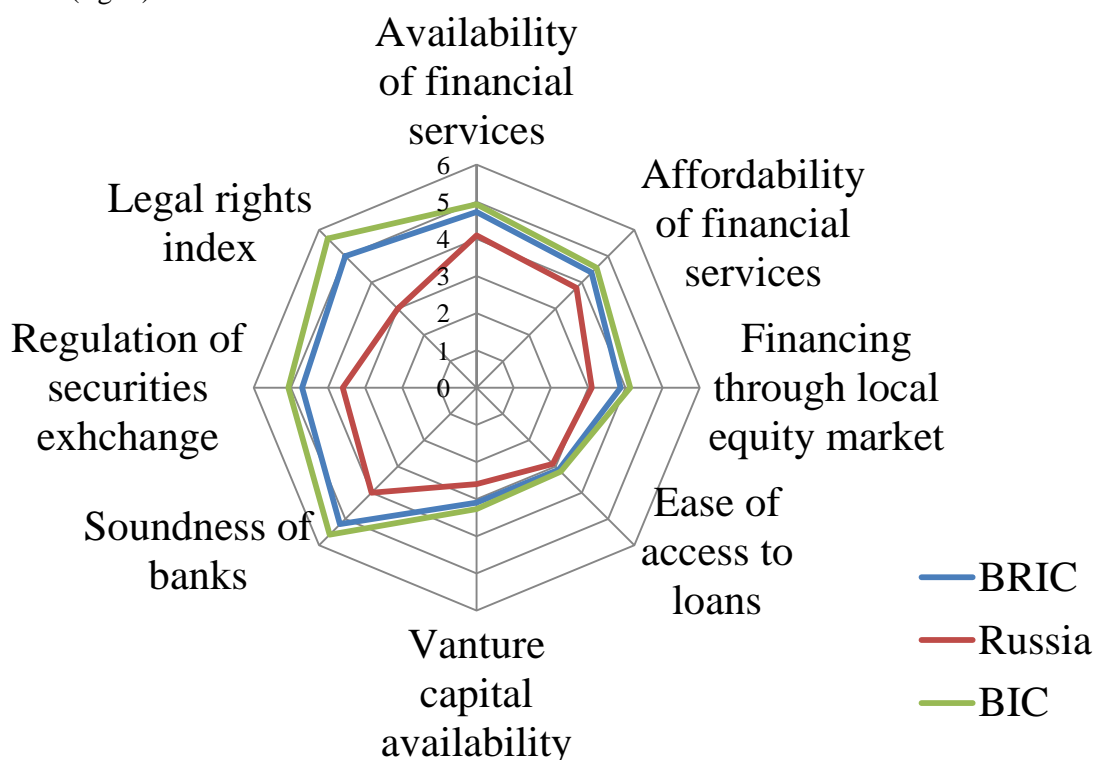 Availability
of financial
services
Affordability
of financial
services
Financing
through local
equity market
Ease of
access to
loans
Vanture
capital
availability
Soundness of
banks
Regulation of
securities
exhchange
Legal rights
index
6
5
4
3
2
1
0
BRIC
Russia
BIC